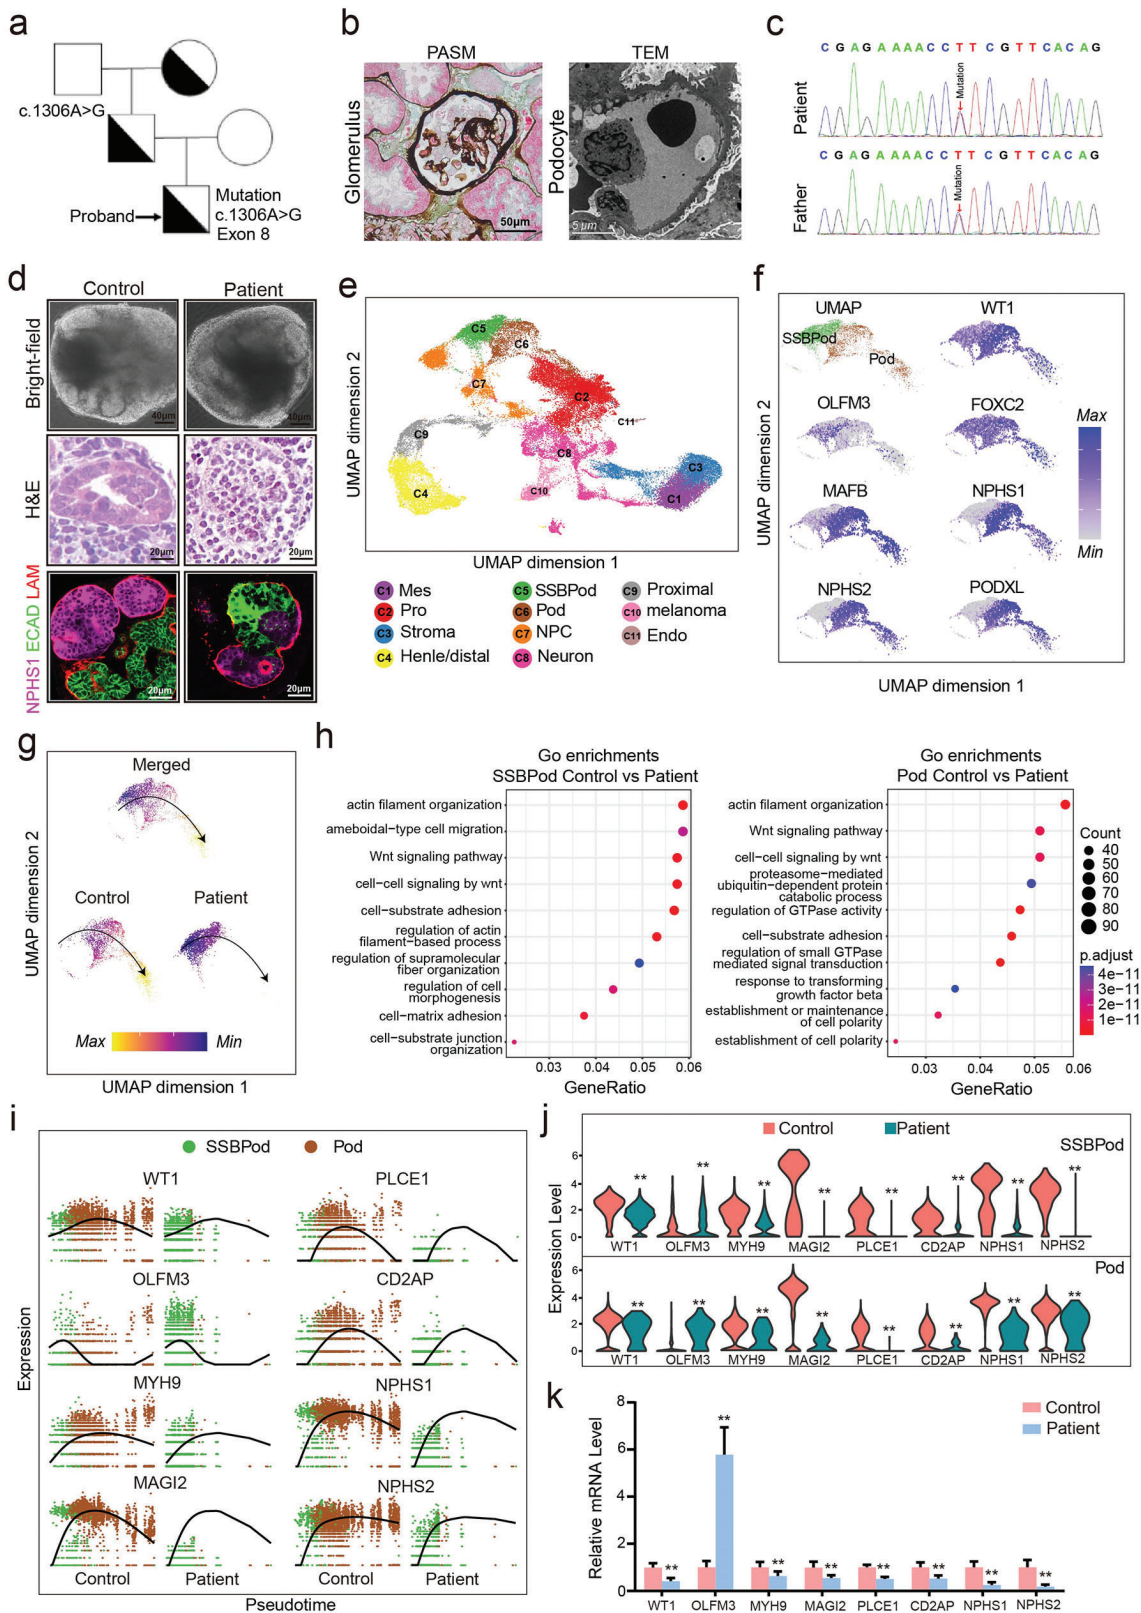 a
c.1306A>G
Proband
Mutation
c.1306A>G
Exon 8
b
PASM
TEM
Glomerulus
Podocyte
50μm
5 μm
c
C G A G A A A A C C T T C G T T C A C A G
Mutation
Patient
C G A G A A A A C C T T C G T T C A C A G
Mutation
Father
d
Control
Patient
Bright-field
40μm
40μm
H&E
20μm
20μm
NPHS1 ECAD LAM
20μm
20μm
e
UMAP dimension 2
C5
C6
C7
C2
C11
C9
C8
C3
C4
C10
C1
UMAP dimension 1
C1 Mes
C2 Pro
C3 Stroma
C4 Henle/distal
C5 SSBPod
C6 Pod
C7 NPC
C8 Neuron
C9 Proximal
C10 melanoma
C11 Endo
f
UMAP dimension 2
UMAP
WT1
SSBPod
Pod
OLFM3
FOXC2
Max
MAFB
NPHS1
Min
NPHS2
PODXL
UMAP dimension 1
g
UMAP dimension 2
Merged
Control
Patient
Max
Min
UMAP dimension 1
h
Go enrichments
SSBPod Control vs Patient
actin filament organization
ameboidal-type cell migration
Wnt signaling pathway
cell-cell signaling by wnt
cell-substrate adhesion
regulation of actin
filament-based process
regulation of supramolecular
fiber organization
regulation of cell
morphogenesis
cell-matrix adhesion
cell-substrate junction
organization
0.03 0.04 0.05 0.06
GeneRatio
Go enrichments
Pod Control vs Patient
actin filament organization
Wnt signaling pathway
cell-cell signaling by wnt
proteasome-mediated
ubiquitin-dependent protein
catabolic process
regulation of GTPase activity
cell-substrate adhesion
regulation of small GTPase
mediated signal transduction
response to transforming
growth factor beta
establishment or maintenance
of cell polarity
establishment of cell polarity
0.03 0.04 0.05 0.06
GeneRatio
Count
40
50
60
70
80
90
p.adjust
4e-11
3e-11
2e-11
1e-11
i
SSBPod
Pod
Expression
WT1
PLCE1
OLFM3
CD2AP
MYH9
NPHS1
MAGI2
NPHS2
Control
Patient
Control
Patient
Pseudotime
j
Control
Patient
SSBPod
Expression Level
6
4
2
0
** ** ** ** ** ** ** **
WT1 OLFM3 MYH9 MAGI2 PLCE1 CD2AP NPHS1 NPHS2
Pod
6
4
2
0
** ** ** ** ** ** ** **
WT1 OLFM3 MYH9 MAGI2 PLCE1 CD2AP NPHS1 NPHS2
k
Control
Patient
Relative mRNA Level
8
6
4
2
0
** ** ** ** ** ** ** **
WT1 OLFM3 MYH9 MAGI2 PLCE1 CD2AP NPHS1 NPHS2